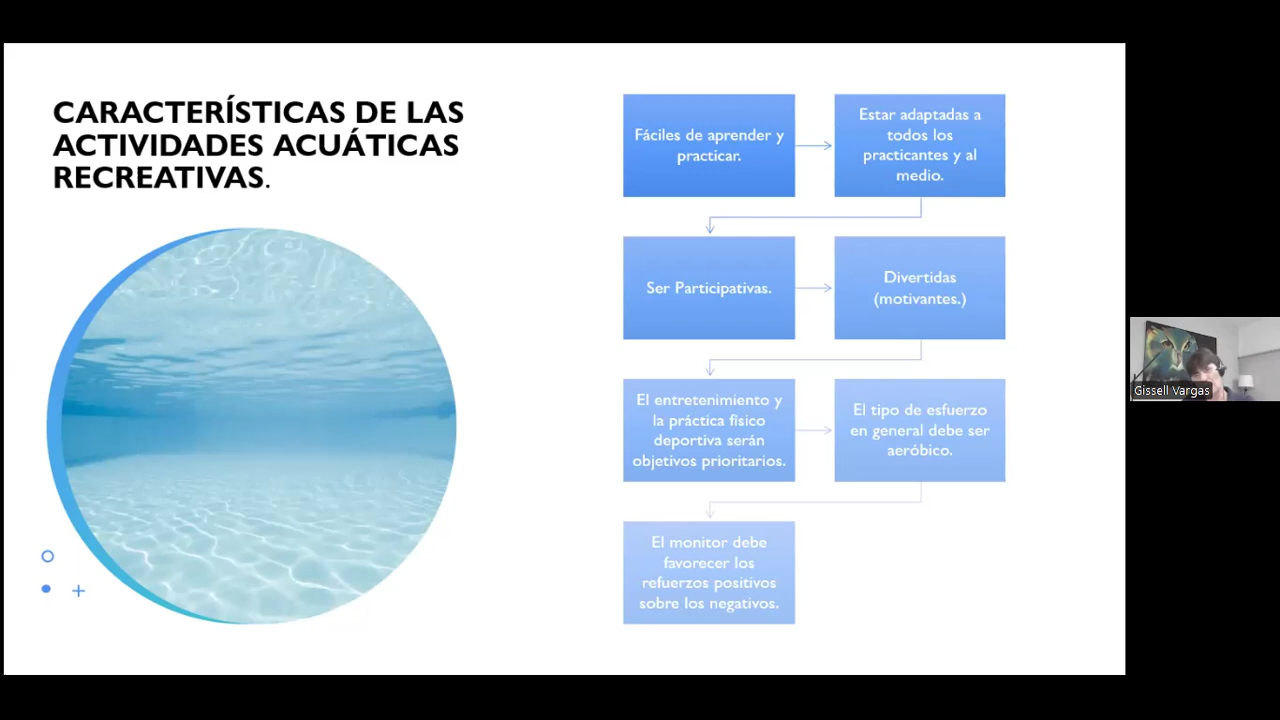 CARACTERÍSTICAS DE LAS
ACTIVIDADES ACUÁTICAS
RECREATIVAS.
Fáciles de aprender y
practicar.
Estar adaptadas a
todos los
practicantes y al
medio.
Ser Participativas.
Divertidas
(motivantes.)
El entretenimiento y
la práctica físico
deportiva serán
objetivos prioritarios.
El tipo de esfuerzo
en general debe ser
aeróbico.
El monitor debe
favorecer los
refuerzos positivos
sobre los negativos.
Gissell Vargas